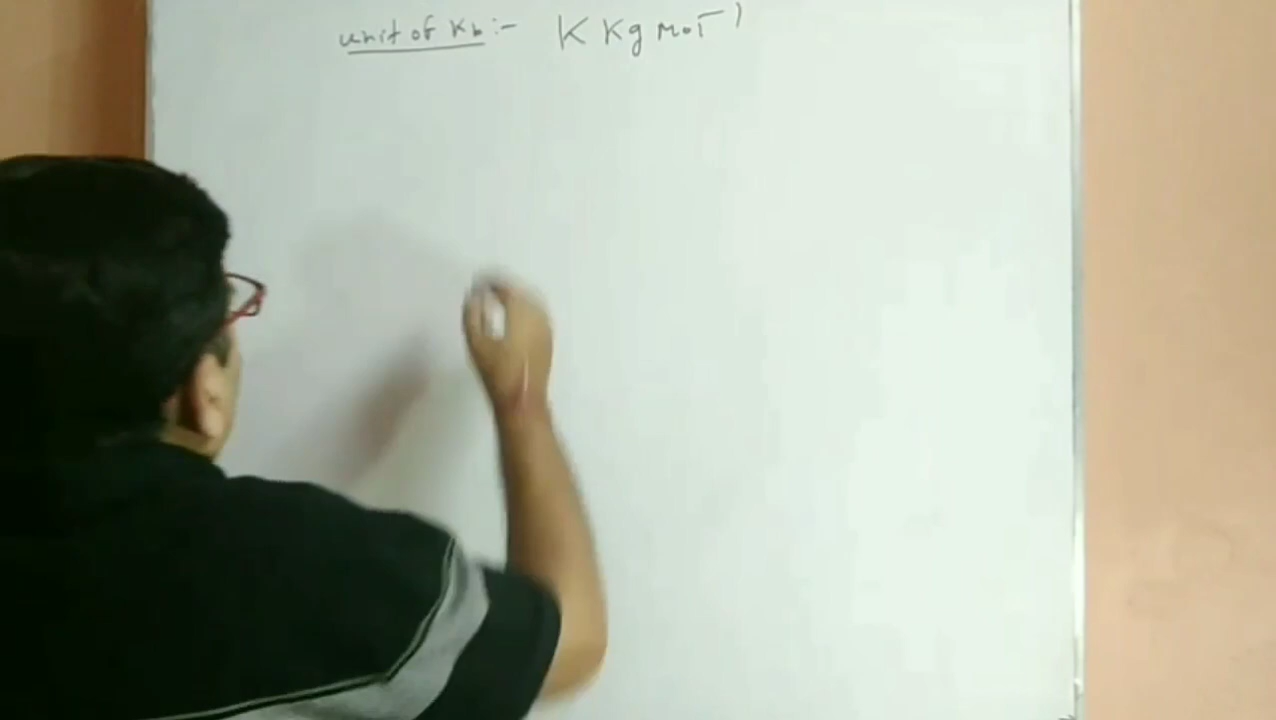 unit of Kb :- K Kg mol⁻¹